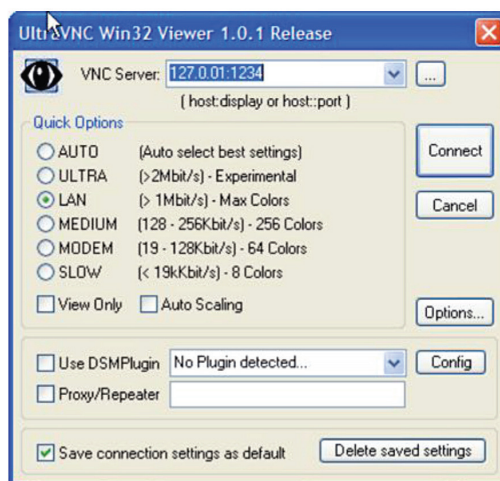 UltraVNC Win32 Viewer 1.0.1 Release
VNC Server: 127.0.01:1234 ...
( host:display or host::port )
Quick Options
AUTO (Auto select best settings)
ULTRA (>2Mbit/s) - Experimental
LAN (> 1Mbit/s) - Max Colors
MEDIUM (128 - 256Kbit/s) - 256 Colors
MODEM (19 - 128Kbit/s) - 64 Colors
SLOW (< 19kKbit/s) - 8 Colors
View Only Auto Scaling
Connect
Cancel
Options...
Use DSMPlugin No Plugin detected... Config
Proxy/Repeater
Save connection settings as default Delete saved settings